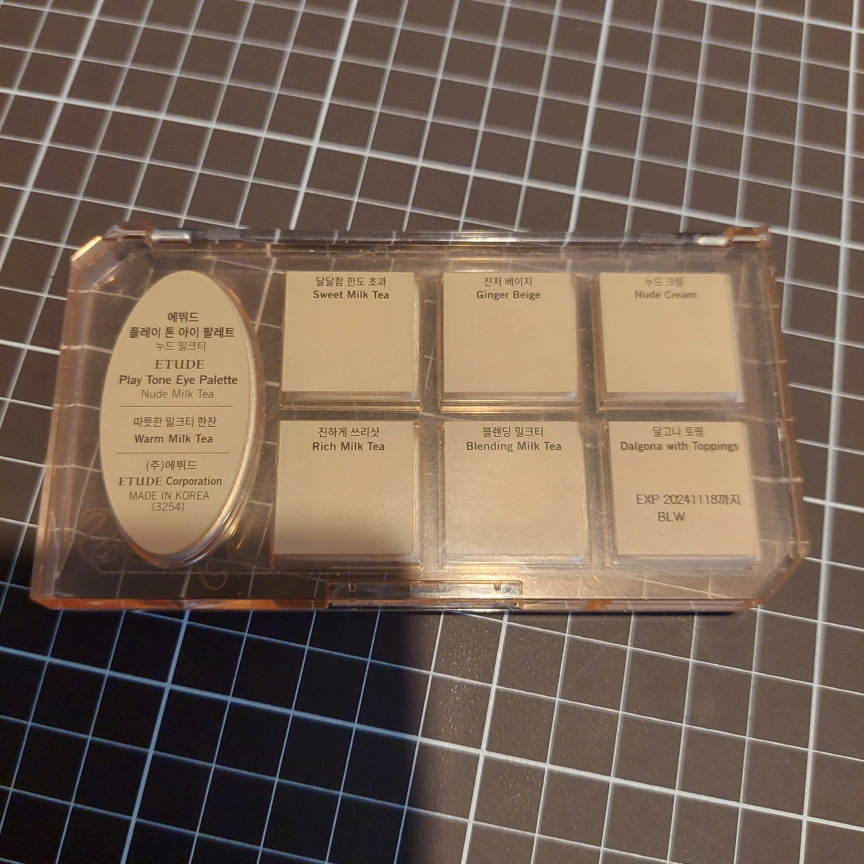 에뛰드
플레이 톤 아이 팔레트
누드 밀크티
ETUDE
Play Tone Eye Palette
Nude Milk Tea
따뜻한 밀크티 한잔
Warm Milk Tea
(주)에뛰드
ETUDE Corporation
MADE IN KOREA
(3254)
달달함 한도 초과
Sweet Milk Tea
진저 베이지
Ginger Beige
누드 크림
Nude Cream
진하게 쓰리샷
Rich Milk Tea
블렌딩 밀크티
Blending Milk Tea
달고나 토핑
Dalgona with Toppings
EXP 20241118까지
BLW